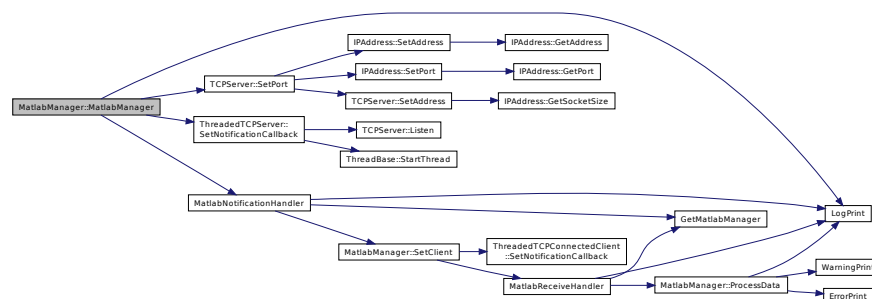 IPAddress::SetAddress
IPAddress::GetAddress
IPAddress::SetPort
IPAddress::GetPort
TCPServer::SetPort
TCPServer::SetAddress
IPAddress::GetSocketSize
MatlabManager::MatlabManager
ThreadedTCPServer::
SetNotificationCallback
TCPServer::Listen
ThreadBase::StartThread
MatlabNotificationHandler
LogPrint
GetMatlabManager
MatlabManager::SetClient
ThreadedTCPConnectedClient
::SetNotificationCallback
WarningPrint
MatlabReceiveHandler
MatlabManager::ProcessData
ErrorPrint